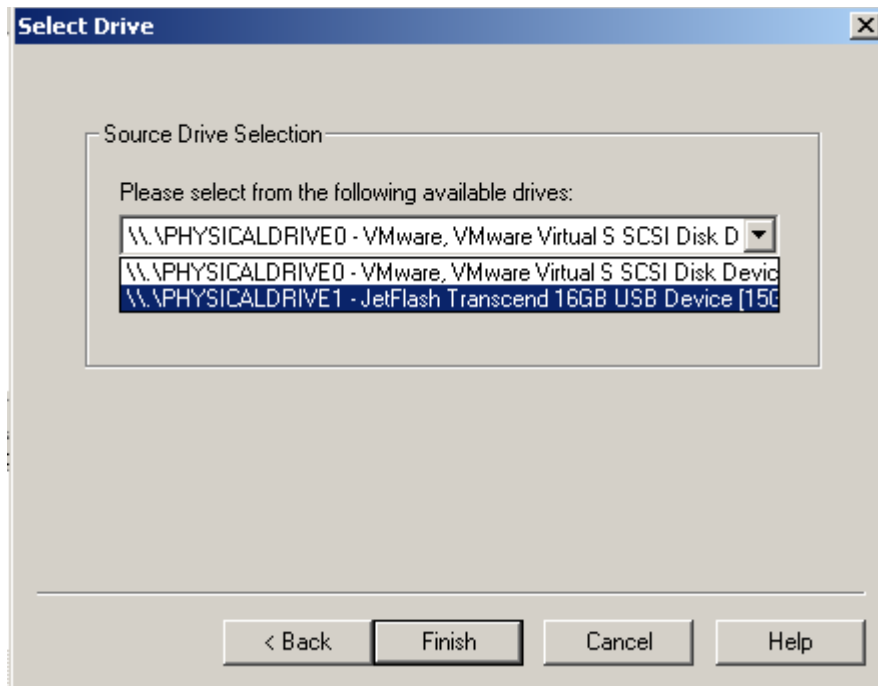 Select Drive
Source Drive Selection
Please select from the following available drives:
\\.\PHYSICALDRIVE0 - VMware, VMware Virtual S SCSI Disk D
\\.\PHYSICALDRIVE0 - VMware, VMware Virtual S SCSI Disk Devic
\\.\PHYSICALDRIVE1 - JetFlash Transcend 16GB USB Device [15G
< Back
Finish
Cancel
Help